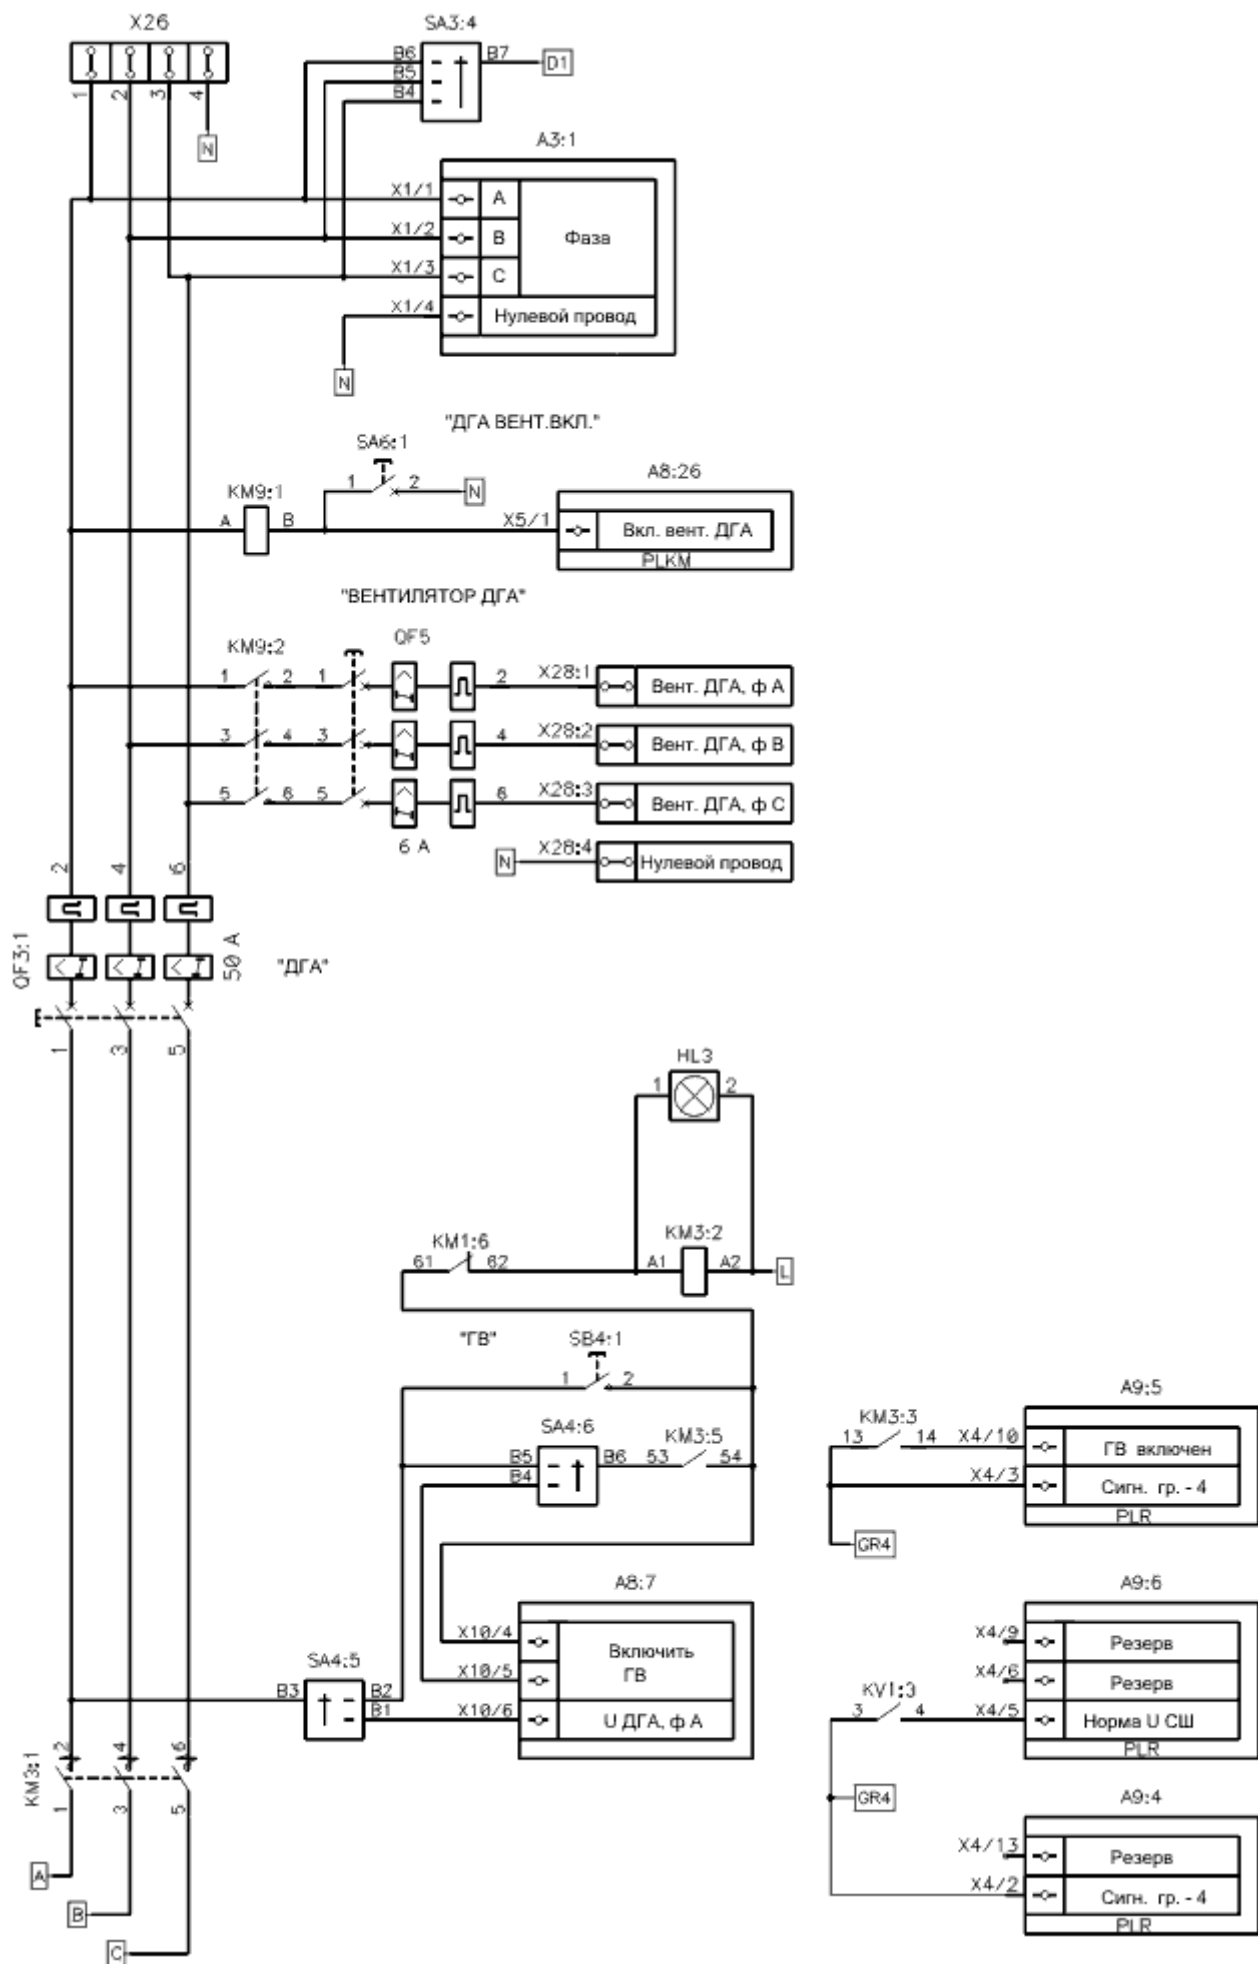 X26
SA3:4
B6
B5
B4
B7
D1
1
2
3
4
N
A3:1
X1/1
A
X1/2
B
Фаза
X1/3
C
X1/4
Нулевой провод
N
"ДГА ВЕНТ.ВКЛ."
SA6:1
1
2
N
KM9:1
A
B
A8:26
X5/1
Вкл. вент. ДГА
PLKM
"ВЕНТИЛЯТОР ДГА"
KM9:2
QF5
1
2
1
2
X28:1
Вент. ДГА, ф А
3
4
3
4
X28:2
Вент. ДГА, ф В
5
6
5
6
X28:3
Вент. ДГА, ф С
6 A
N
X28:4
Нулевой провод
2
4
6
QF3:1
50 A
"ДГА"
1
3
5
HL3
1
2
KM1:6
61
62
KM3:2
A1
A2
L
"ГВ"
SB4:1
1
2
SA4:6
B5
B4
B6
KM3:5
53
54
A9:5
KM3:3
13
14
X4/10
ГВ включен
X4/3
Сигн. гр. - 4
PLR
GR4
A8:7
X10/4
Включить
ГВ
X10/5
X10/6
U ДГА, ф А
SA4:5
B3
B2
B1
A9:6
X4/9
Резерв
X4/6
Резерв
KV1:3
3
4
X4/5
Норма U СШ
PLR
GR4
A9:4
X4/13
Резерв
X4/2
Сигн. гр. - 4
PLR
KM3:1
2
4
6
1
3
5
A
B
C